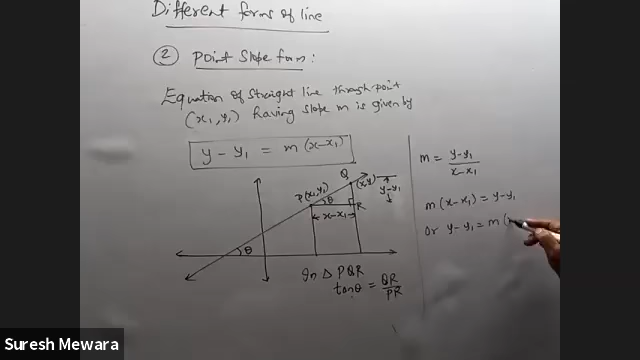 Different forms of line
② Point Slope form:
Equation of straight line through point
(x₁, y₁) having slope m is given by
y - y₁ = m (x-x₁)
P(x₁,y₁)
Q
(x,y)
y-y₁
θ
R
x-x₁
θ
In Δ PQR
tanθ = QR/PR
m = y-y₁/x-x₁
m (x-x₁) = y-y₁
Or y-y₁ = m (x
Suresh Mewara